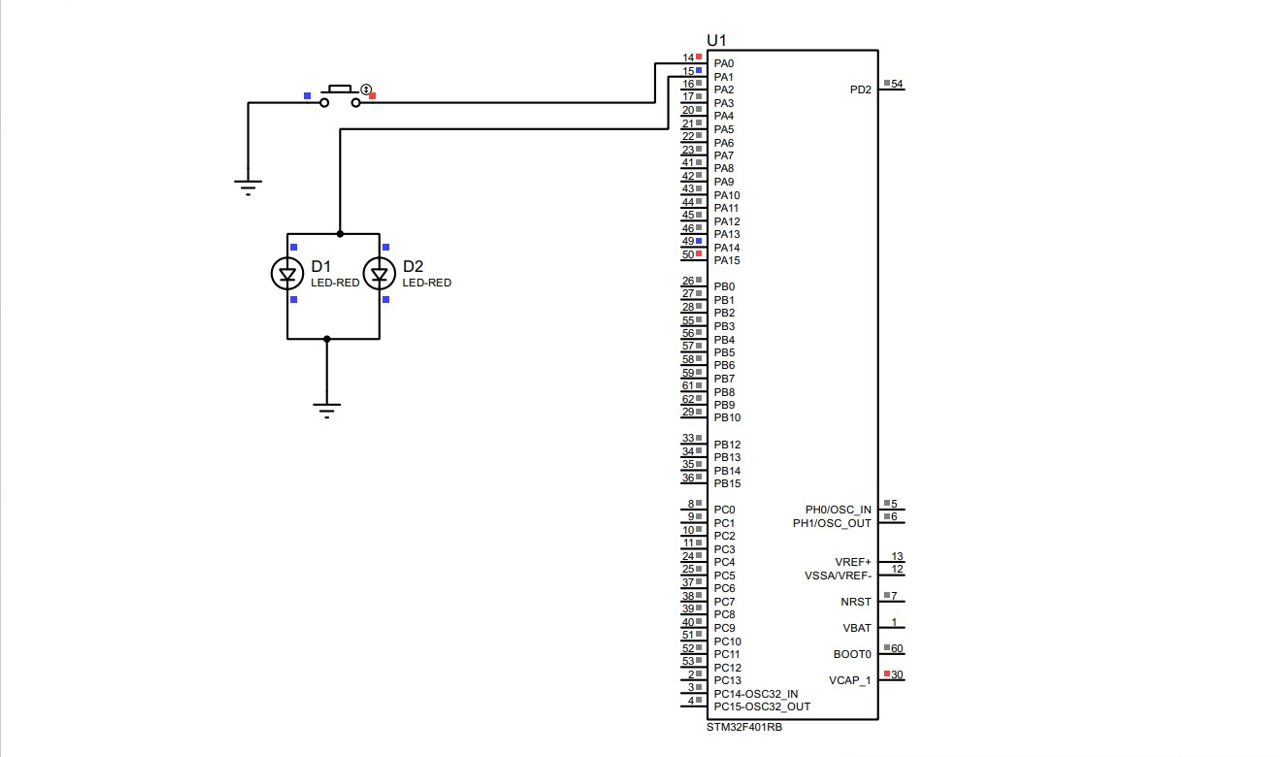 U1
14 PA0
15 PA1
16 PA2
17 PA3
20 PA4
21 PA5
22 PA6
23 PA7
41 PA8
42 PA9
43 PA10
44 PA11
45 PA12
46 PA13
49 PA14
50 PA15
26 PB0
27 PB1
28 PB2
55 PB3
56 PB4
57 PB5
58 PB6
59 PB7
61 PB8
62 PB9
29 PB10
33 PB12
34 PB13
35 PB14
36 PB15
8 PC0
9 PC1
10 PC2
11 PC3
24 PC4
25 PC5
37 PC6
38 PC7
39 PC8
40 PC9
51 PC10
52 PC11
53 PC12
2 PC13
3 PC14-OSC32_IN
4 PC15-OSC32_OUT
PD2 54
PH0/OSC_IN 5
PH1/OSC_OUT 6
VREF+ 13
VSSA/VREF- 12
NRST 7
VBAT 1
BOOT0 60
VCAP_1 30
STM32F401RB
D1
LED-RED
D2
LED-RED